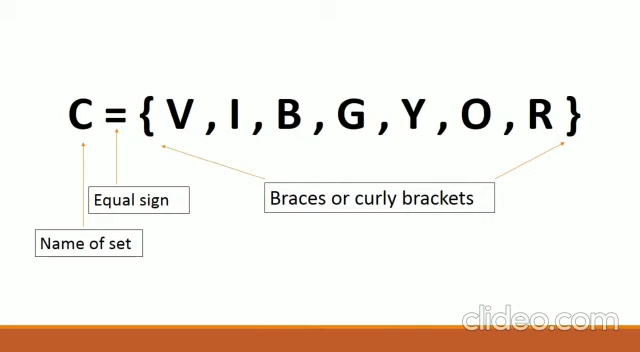 C = { V , I , B , G , Y , O , R }
Equal sign
Braces or curly brackets
Name of set
clideo.com